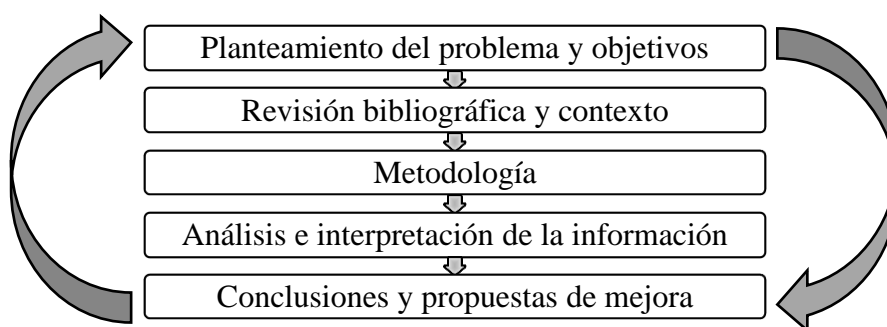 Planteamiento del problema y objetivos
Revisión bibliográfica y contexto
Metodología
Análisis e interpretación de la información
Conclusiones y propuestas de mejora